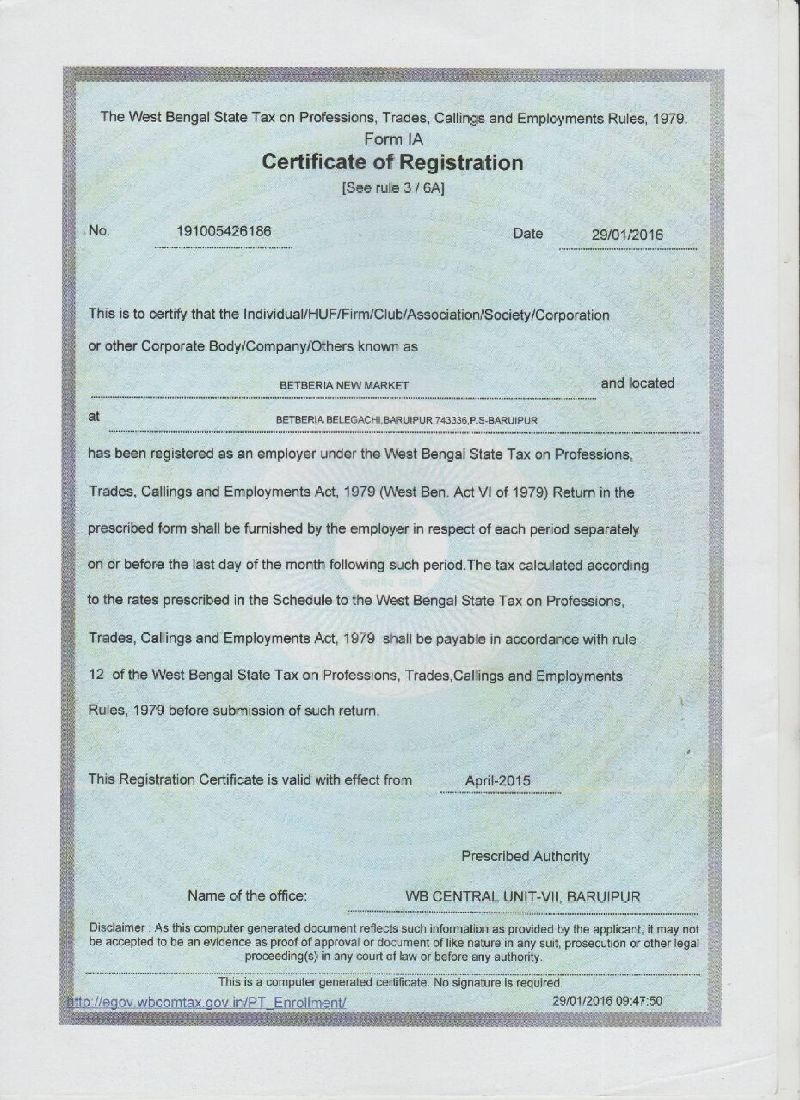 The West Bengal State Tax on Professions, Trades, Callings and Employments Rules, 1979.
Form IA
Certificate of Registration
[See rule 3 / 6A]
No. 191005426186 Date 29/01/2016
This is to certify that the Individual/HUF/Firm/Club/Association/Society/Corporation
or other Corporate Body/Company/Others known as
BETBERIA NEW MARKET and located
at BETBERIA BELEGACHI,BARUIPUR 743336,P.S-BARUIPUR
has been registered as an employer under the West Bengal State Tax on Professions,
Trades, Callings and Employments Act, 1979 (West Ben. Act VI of 1979) Return in the
prescribed form shall be furnished by the employer in respect of each period separately
on or before the last day of the month following such period.The tax calculated according
to the rates prescribed in the Schedule to the West Bengal State Tax on Professions,
Trades, Callings and Employments Act, 1979 shall be payable in accordance with rule
12 of the West Bengal State Tax on Professions, Trades,Callings and Employments
Rules, 1979 before submission of such return.
This Registration Certificate is valid with effect from April-2015
Prescribed Authority
Name of the office: WB CENTRAL UNIT-VII, BARUIPUR
Disclaimer : As this computer generated document reflects such information as provided by the applicant, it may not
be accepted to be an evidence as proof of approval or document of like nature in any suit, prosecution or other legal
proceeding(s) in any court of law or before any authority.
This is a computer generated certificate. No signature is required
http://egov.wbcomtax.gov.in/PT_Enrollment/ 29/01/2016 09:47:50